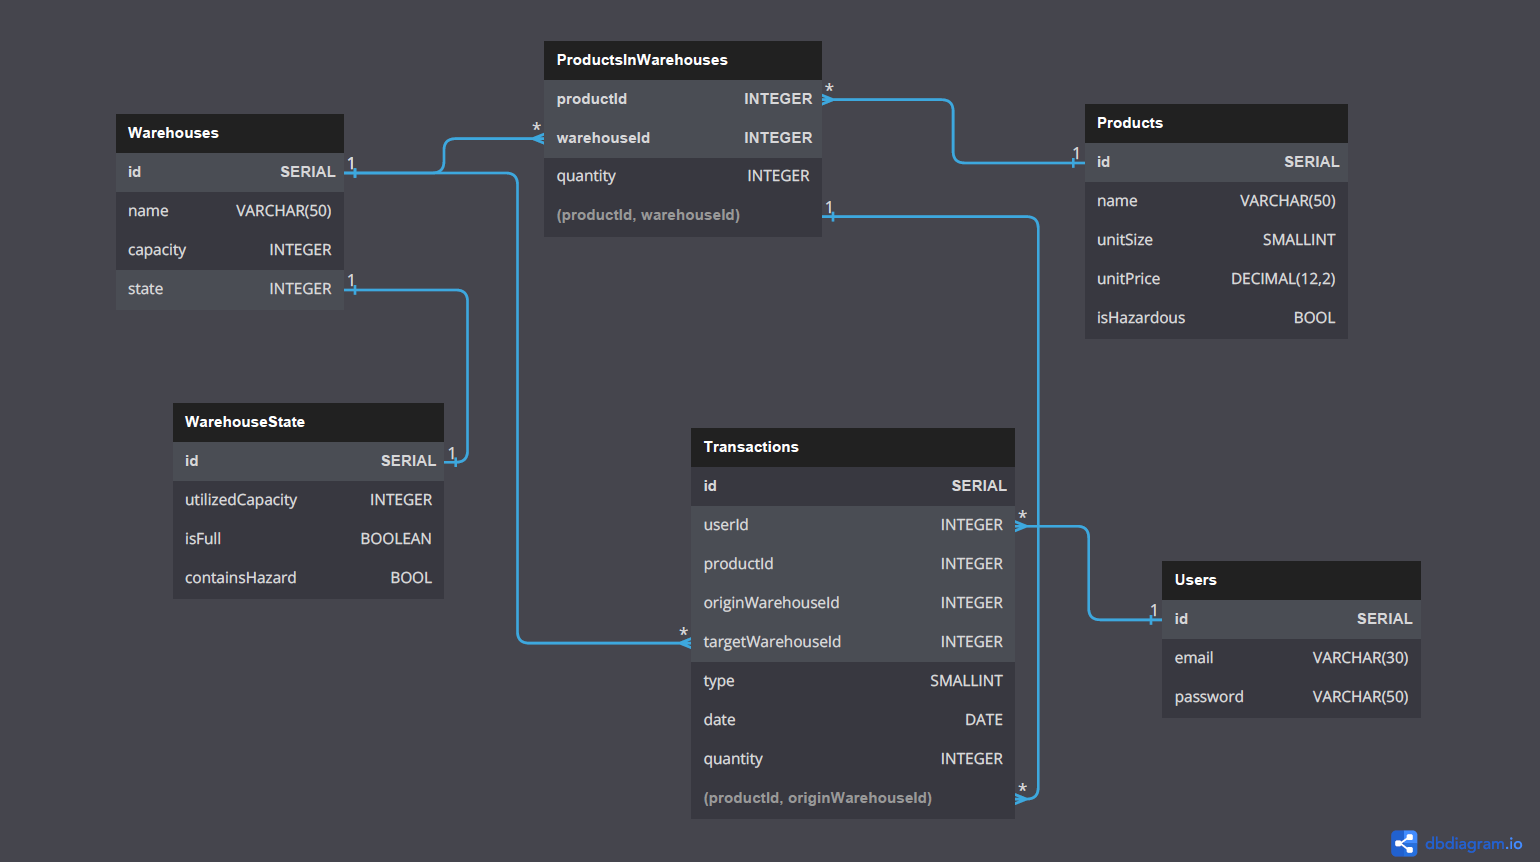 ProductsInWarehouses
productId INTEGER
warehouseId INTEGER
quantity INTEGER
(productId, warehouseId)
Warehouses
id SERIAL
name VARCHAR(50)
capacity INTEGER
state INTEGER
Products
id SERIAL
name VARCHAR(50)
unitSize SMALLINT
unitPrice DECIMAL(12,2)
isHazardous BOOL
WarehouseState
id SERIAL
utilizedCapacity INTEGER
isFull BOOLEAN
containsHazard BOOL
Transactions
id SERIAL
userId INTEGER
productId INTEGER
originWarehouseId INTEGER
targetWarehouseId INTEGER
type SMALLINT
date DATE
quantity INTEGER
(productId, originWarehouseId)
Users
id SERIAL
email VARCHAR(30)
password VARCHAR(50)
1
*
*
1
1
1
1
*
*
1
*
dbdiagram.io